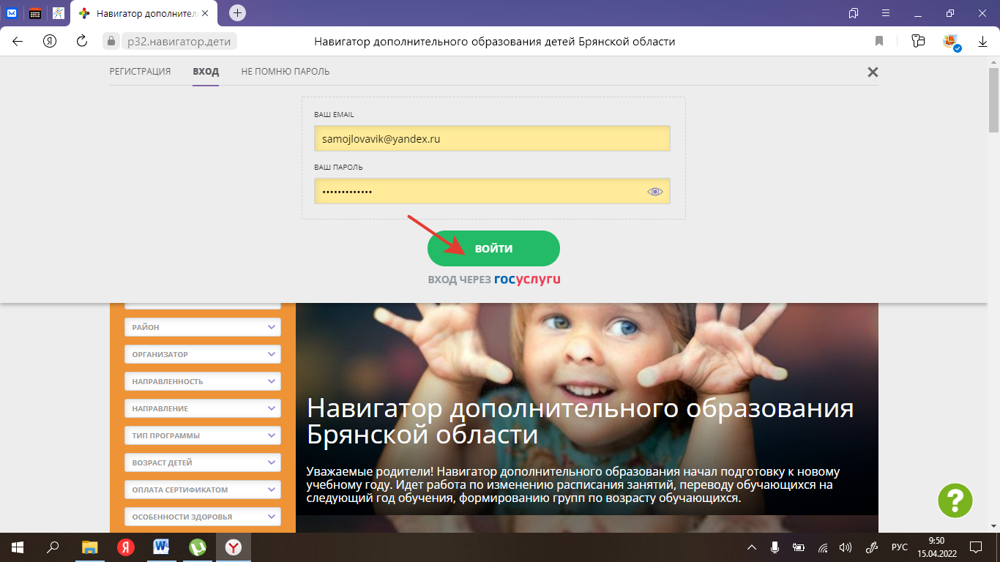 Навигатор дополнител
р32.навигатор.дети
Навигатор дополнительного образования детей Брянской области
РЕГИСТРАЦИЯ
ВХОД
НЕ ПОМНЮ ПАРОЛЬ
ВАШ EMAIL
samojlovavik@yandex.ru
ВАШ ПАРОЛЬ
•••••••••••••
ВОЙТИ
ВХОД ЧЕРЕЗ госуслуги
РАЙОН
ОРГАНИЗАТОР
НАПРАВЛЕННОСТЬ
НАПРАВЛЕНИЕ
ТИП ПРОГРАММЫ
ВОЗРАСТ ДЕТЕЙ
ОПЛАТА СЕРТИФИКАТОМ
ОСОБЕННОСТИ ЗДОРОВЬЯ
Навигатор дополнительного образования
Брянской области
Уважаемые родители! Навигатор дополнительного образования начал подготовку к новому
учебному году. Идет работа по изменению расписания занятий, переводу обучающихся на
следующий год обучения, формированию групп по возрасту обучающихся.
?
РУС
9:50
15.04.2022